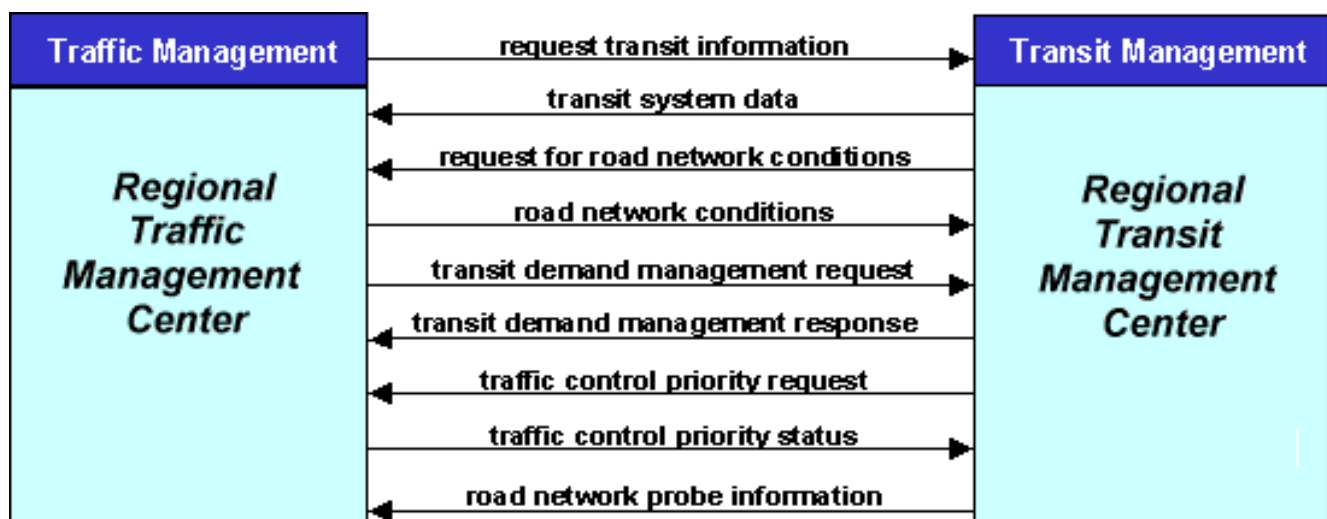 Traffic Management
Transit Management
request transit information
transit system data
request for road network conditions
road network conditions
transit demand management request
transit demand management response
traffic control priority request
traffic control priority status
road network probe information
Regional
Traffic
Management
Center
Regional
Transit
Management
Center